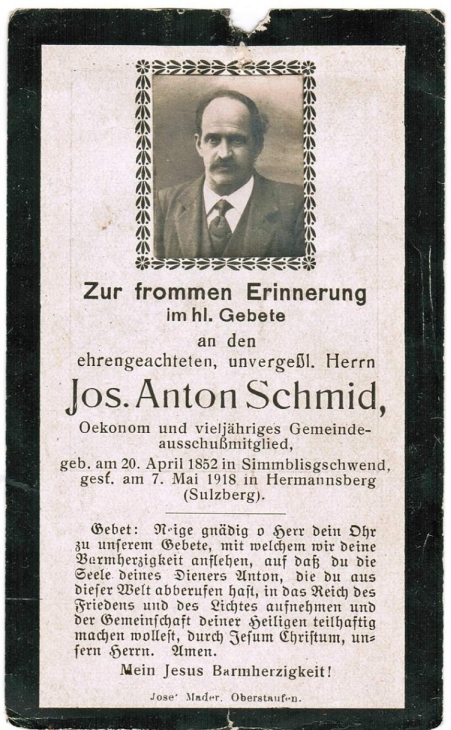 Zur frommen Erinnerung
im hl. Gebete
an den
ehrengeachteten, unvergeßl. Herrn
Jos. Anton Schmid,
Oekonom und vieljähriges Gemeinde-
ausschußmitglied,
geb. am 20. April 1852 in Simmblisgschwend,
gest. am 7. Mai 1918 in Hermannsberg
(Sulzberg).
Gebet: Neige gnädig o Herr dein Ohr
zu unserem Gebete, mit welchem wir deine
Barmherzigkeit anflehen, auf daß du die
Seele deines Dieners Anton, die du aus
dieser Welt abberufen hast, in das Reich des
Friedens und des Lichtes aufnehmen und
der Gemeinschaft deiner Heiligen teilhaftig
machen wollest, durch Jesum Christum, un-
sern Herrn. Amen.
Mein Jesus Barmherzigkeit!
Josef Mader, Oberstaufen.